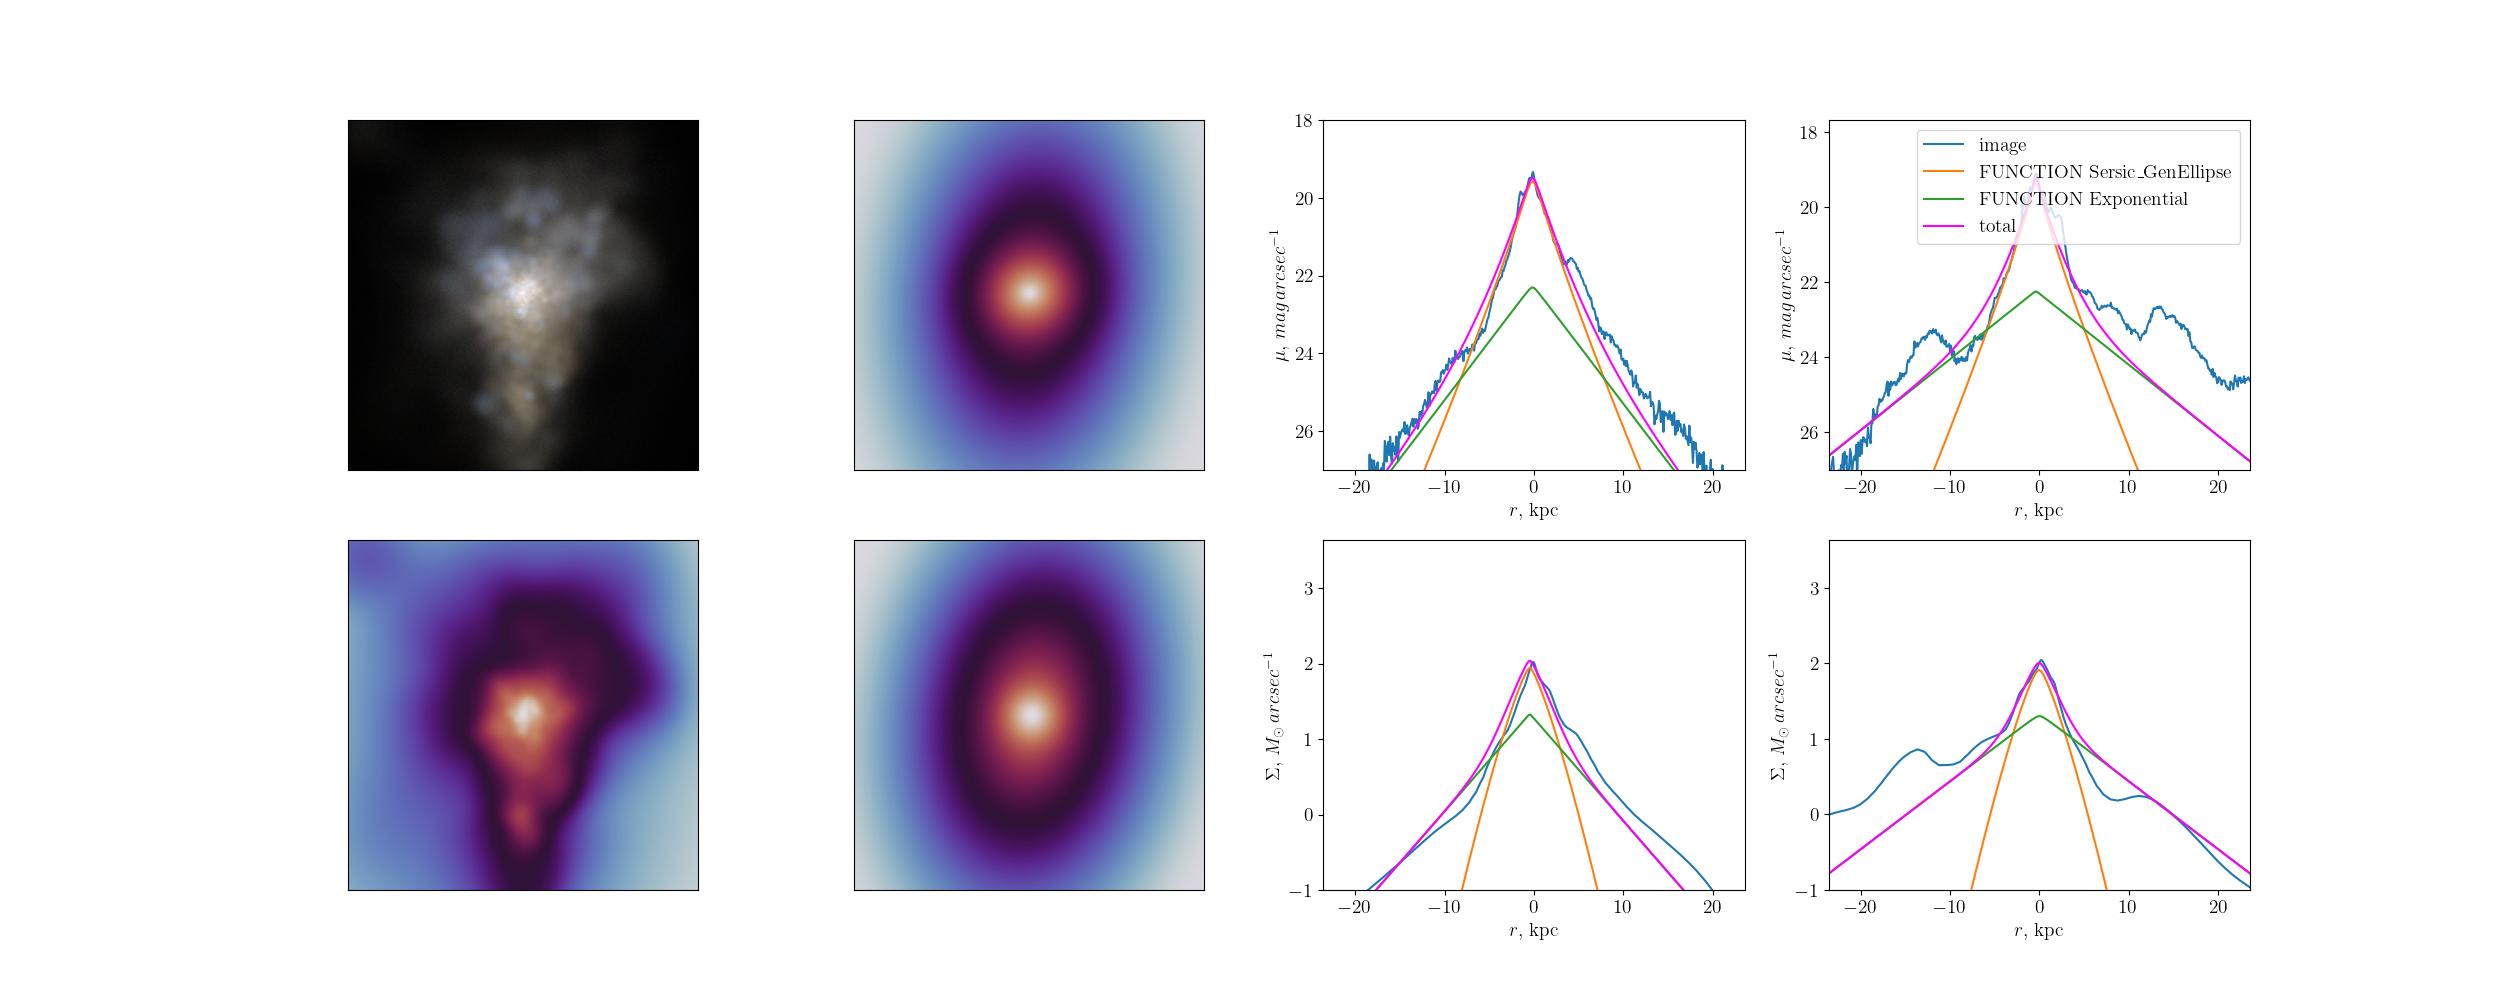 18
20
22
24
26
μ, mag arcsec⁻¹
−20 −10 0 10 20
r, kpc
18
20
22
24
26
μ, mag arcsec⁻¹
image
FUNCTION Sersic_GenEllipse
FUNCTION Exponential
total
−20 −10 0 10 20
r, kpc
3
2
1
0
−1
Σ, M⊙ arcsec⁻¹
−20 −10 0 10 20
r, kpc
3
2
1
0
−1
Σ, M⊙ arcsec⁻¹
−20 −10 0 10 20
r, kpc